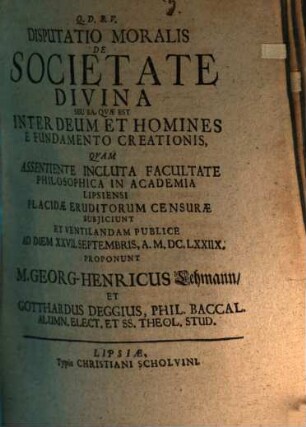 Q. D. B. V.
DISPUTATIO MORALIS
DE
SOCIETATE
DIVINA
SEU EA, QUÆ EST
INTER DEUM ET HOMINES
E FUNDAMENTO CREATIONIS,
QVAM
ASSENTIENTE INCLUTA FACULTATE
PHILOSOPHICA IN ACADEMIA
LIPSIENSI
PLACIDÆ ERUDITORUM CENSURÆ
SUBJICIUNT
ET VENTILANDAM PUBLICE
AD DIEM XXVII. SEPTEMBRIS, A. M. DC. LXXIIX.
PROPONUNT
M. GEORG-HENRICUS Lehmann/
ET
GOTTHARDUS DEGGIUS, PHIL. BACCAL.
ALUMN. ELECT. ET SS. THEOL. STUD.
LIPSIÆ,
Typis CHRISTIANI SCHOLVINI.